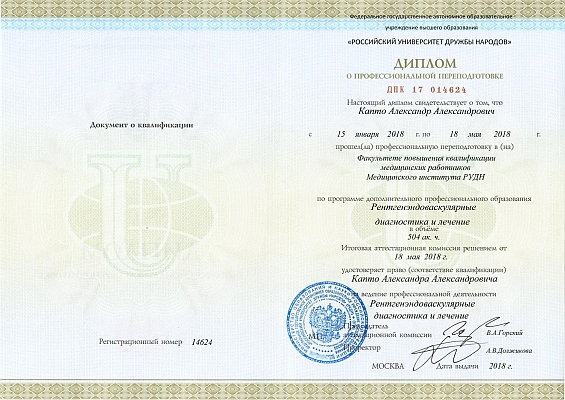 Документ о квалификации
Регистрационный номер 14624
Федеральное государственное автономное образовательное
учреждение высшего образования
«РОССИЙСКИЙ УНИВЕРСИТЕТ ДРУЖБЫ НАРОДОВ»
ДИПЛОМ
О ПРОФЕССИОНАЛЬНОЙ ПЕРЕПОДГОТОВКЕ
ДПК 17 014624
Настоящий диплом свидетельствует о том, что
Капто Александр Александрович
с 15 января 2018 г. по 18 мая 2018 г.
прошел(ла) профессиональную переподготовку в (на)
Факультете повышения квалификации
медицинских работников
Медицинского института РУДН
по программе дополнительного профессионального образования
Рентгенэндоваскулярные
диагностика и лечение
в объёме
504 ак. ч.
Итоговая аттестационная комиссия решением от
18 мая 2018 г.
удостоверяет право (соответствие квалификации)
Капто Александра Александровича
на ведение профессиональной деятельности
Рентгенэндоваскулярные
диагностика и лечение
Председатель
аттестационной комиссии В.А.Горский
М.П.
Директор А.В.Должикова
МОСКВА Дата выдачи 2018 г.